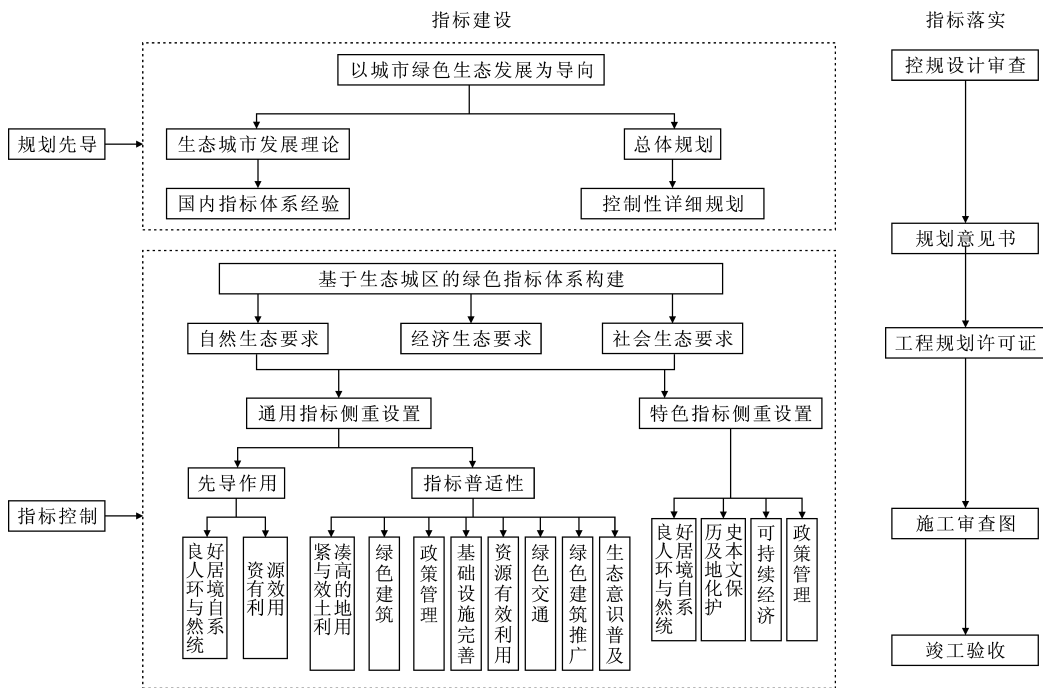 指标建设
指标落实
以城市绿色生态发展为导向
控规设计审查
规划先导
生态城市发展理论
总体规划
国内指标体系经验
控制性详细规划
规划意见书
基于生态城区的绿色指标体系构建
自然生态要求
经济生态要求
社会生态要求
工程规划许可证
通用指标侧重设置
特色指标侧重设置
先导作用
指标普适性
指标控制
施工审查图
良好人居环境与自然系统
资源有效利用
紧凑与高效的土地利用
绿色建筑
政策管理
基础设施完善
资源有效利用
绿色交通
绿色建筑推广
生态意识普及
良好人居环境与自然系统
历史及本地文化保护
可持续经济
政策管理
竣工验收